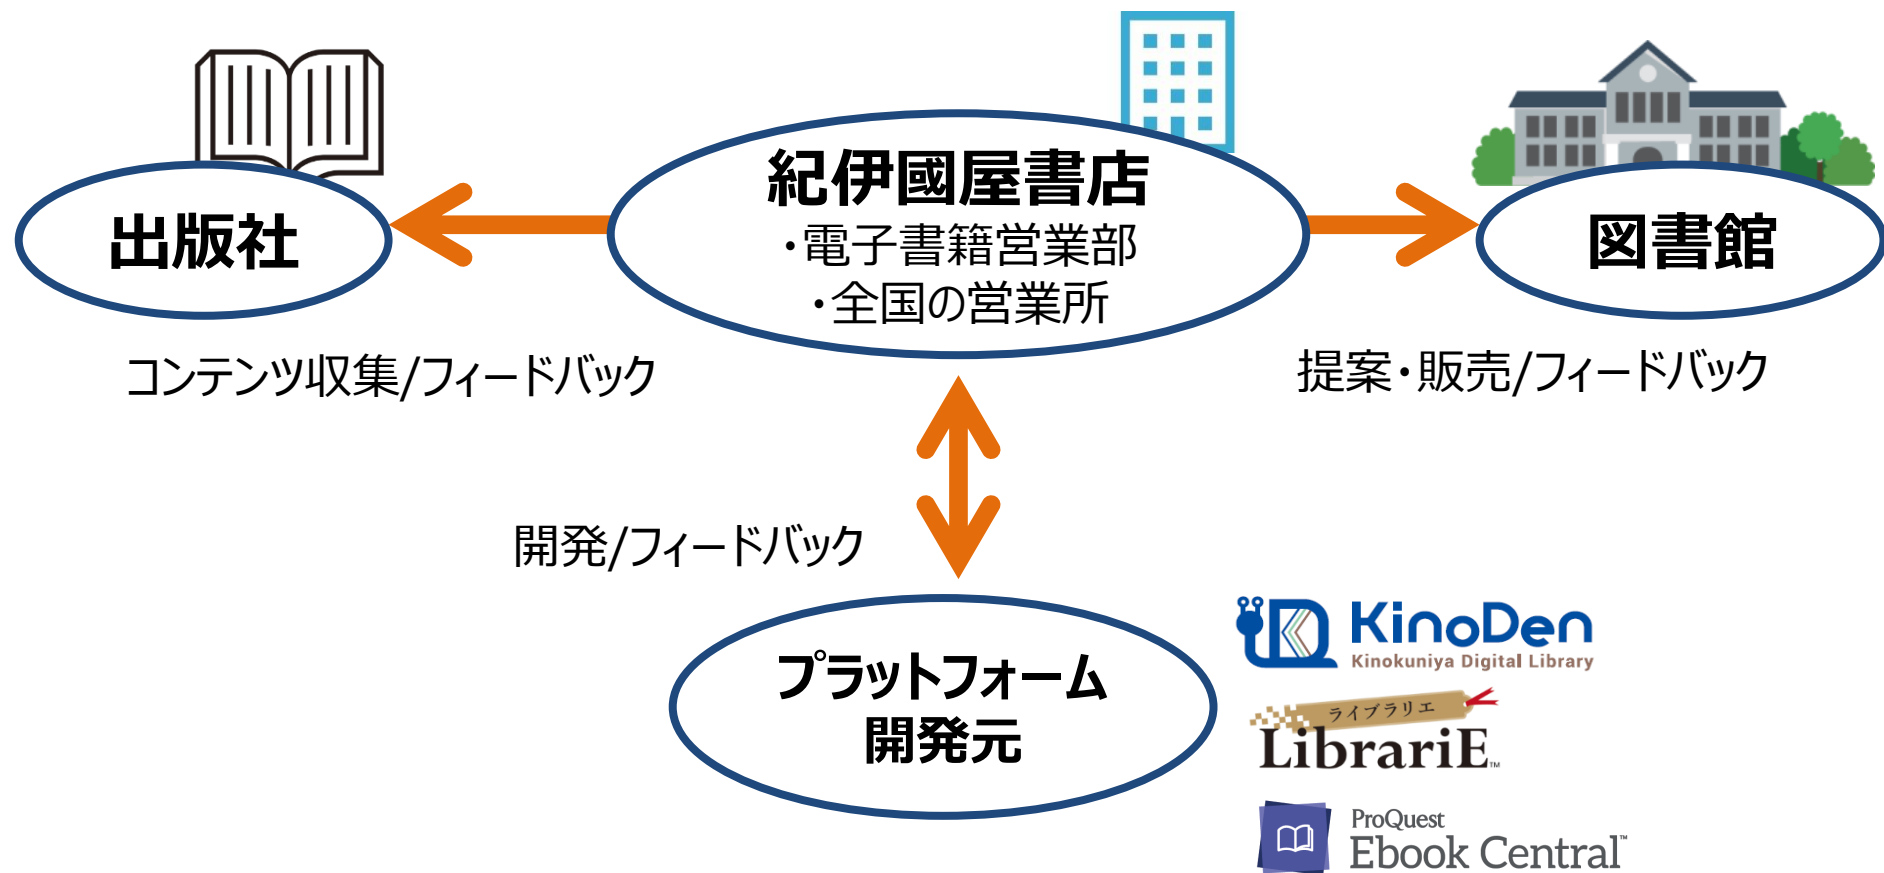 紀伊國屋書店
・電子書籍営業部
・全国の営業所
出版社
図書館
コンテンツ収集/フィードバック
提案・販売/フィードバック
開発/フィードバック
プラットフォーム
開発元
KinoDen
Kinokuniya Digital Library
ライブラリエ
LibrariE™
ProQuest
Ebook Central™